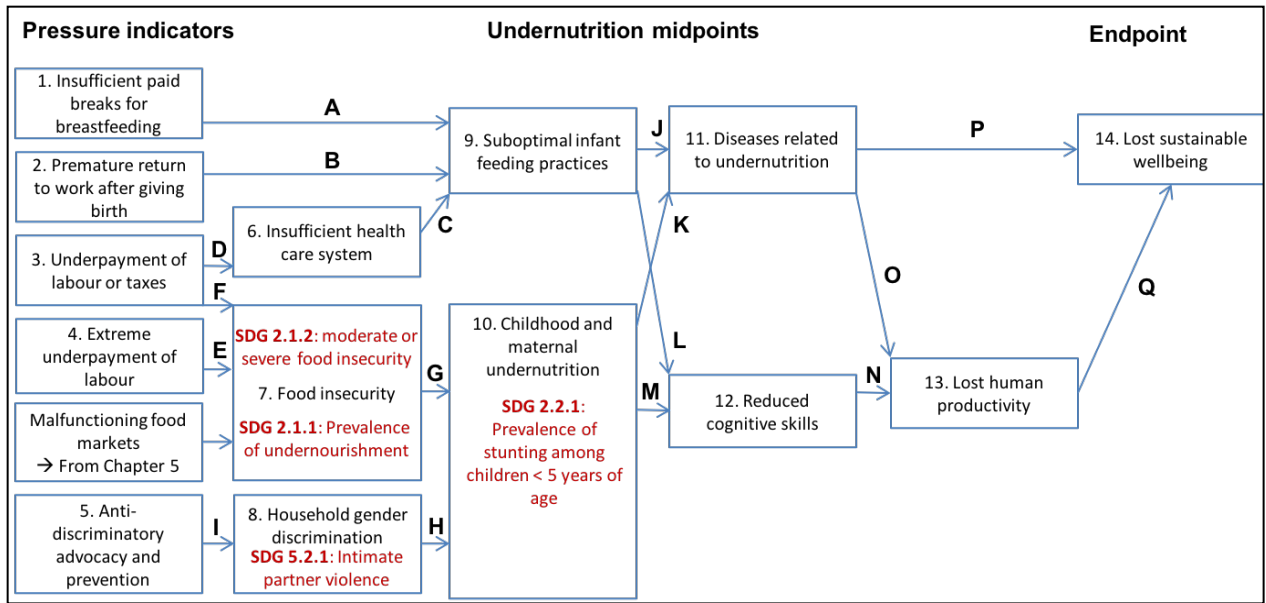 Pressure indicators
Undernutrition midpoints
Endpoint
1. Insufficient paid
breaks for
breastfeeding
A
2. Premature return
to work after giving
birth
B
3. Underpayment of
labour or taxes
D
F
4. Extreme
underpayment of
labour
E
Malfunctioning food
markets
→ From Chapter 5
5. Anti-
discriminatory
advocacy and
prevention
I
6. Insufficient health
care system
C
SDG 2.1.2: moderate or
severe food insecurity
7. Food insecurity
SDG 2.1.1: Prevalence
of undernourishment
G
8. Household gender
discrimination
SDG 5.2.1: Intimate
partner violence
H
9. Suboptimal infant
feeding practices
J
10. Childhood and
maternal
undernutrition
SDG 2.2.1:
Prevalence of
stunting among
children < 5 years of
age
K
L
M
11. Diseases related
to undernutrition
P
12. Reduced
cognitive skills
N
O
13. Lost human
productivity
Q
14. Lost sustainable
wellbeing